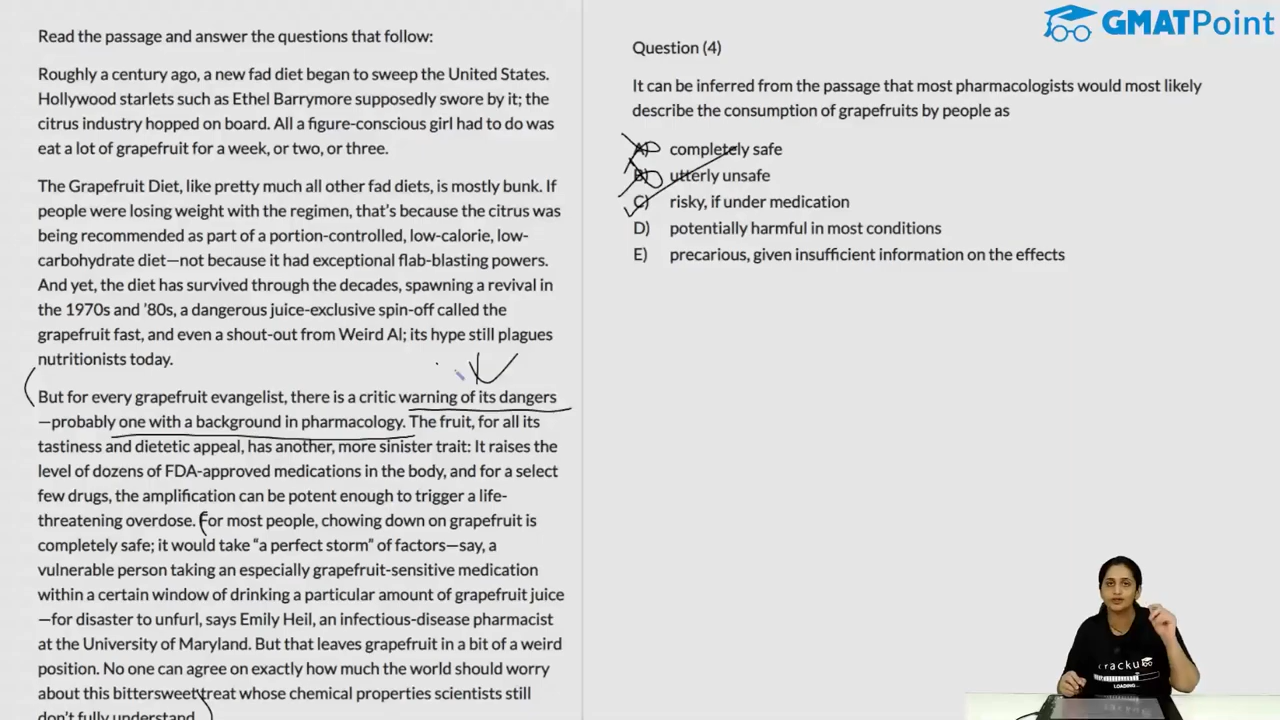 Read the passage and answer the questions that follow:
Roughly a century ago, a new fad diet began to sweep the United States.
Hollywood starlets such as Ethel Barrymore supposedly swore by it; the
citrus industry hopped on board. All a figure-conscious girl had to do was
eat a lot of grapefruit for a week, or two, or three.
The Grapefruit Diet, like pretty much all other fad diets, is mostly bunk. If
people were losing weight with the regimen, that's because the citrus was
being recommended as part of a portion-controlled, low-calorie, low-
carbohydrate diet—not because it had exceptional flab-blasting powers.
And yet, the diet has survived through the decades, spawning a revival in
the 1970s and '80s, a dangerous juice-exclusive spin-off called the
grapefruit fast, and even a shout-out from Weird Al; its hype still plagues
nutritionists today.
But for every grapefruit evangelist, there is a critic warning of its dangers
—probably one with a background in pharmacology. The fruit, for all its
tastiness and dietetic appeal, has another, more sinister trait: It raises the
level of dozens of FDA-approved medications in the body, and for a select
few drugs, the amplification can be potent enough to trigger a life-
threatening overdose. For most people, chowing down on grapefruit is
completely safe; it would take "a perfect storm" of factors—say, a
vulnerable person taking an especially grapefruit-sensitive medication
within a certain window of drinking a particular amount of grapefruit juice
—for disaster to unfurl, says Emily Heil, an infectious-disease pharmacist
at the University of Maryland. But that leaves grapefruit in a bit of a weird
position. No one can agree on exactly how much the world should worry
about this bittersweet treat whose chemical properties scientists still
don't fully understand.
GMATPoint
Question (4)
It can be inferred from the passage that most pharmacologists would most likely
describe the consumption of grapefruits by people as
A) completely safe
B) utterly unsafe
C) risky, if under medication
D) potentially harmful in most conditions
E) precarious, given insufficient information on the effects
cracku
LOADING...